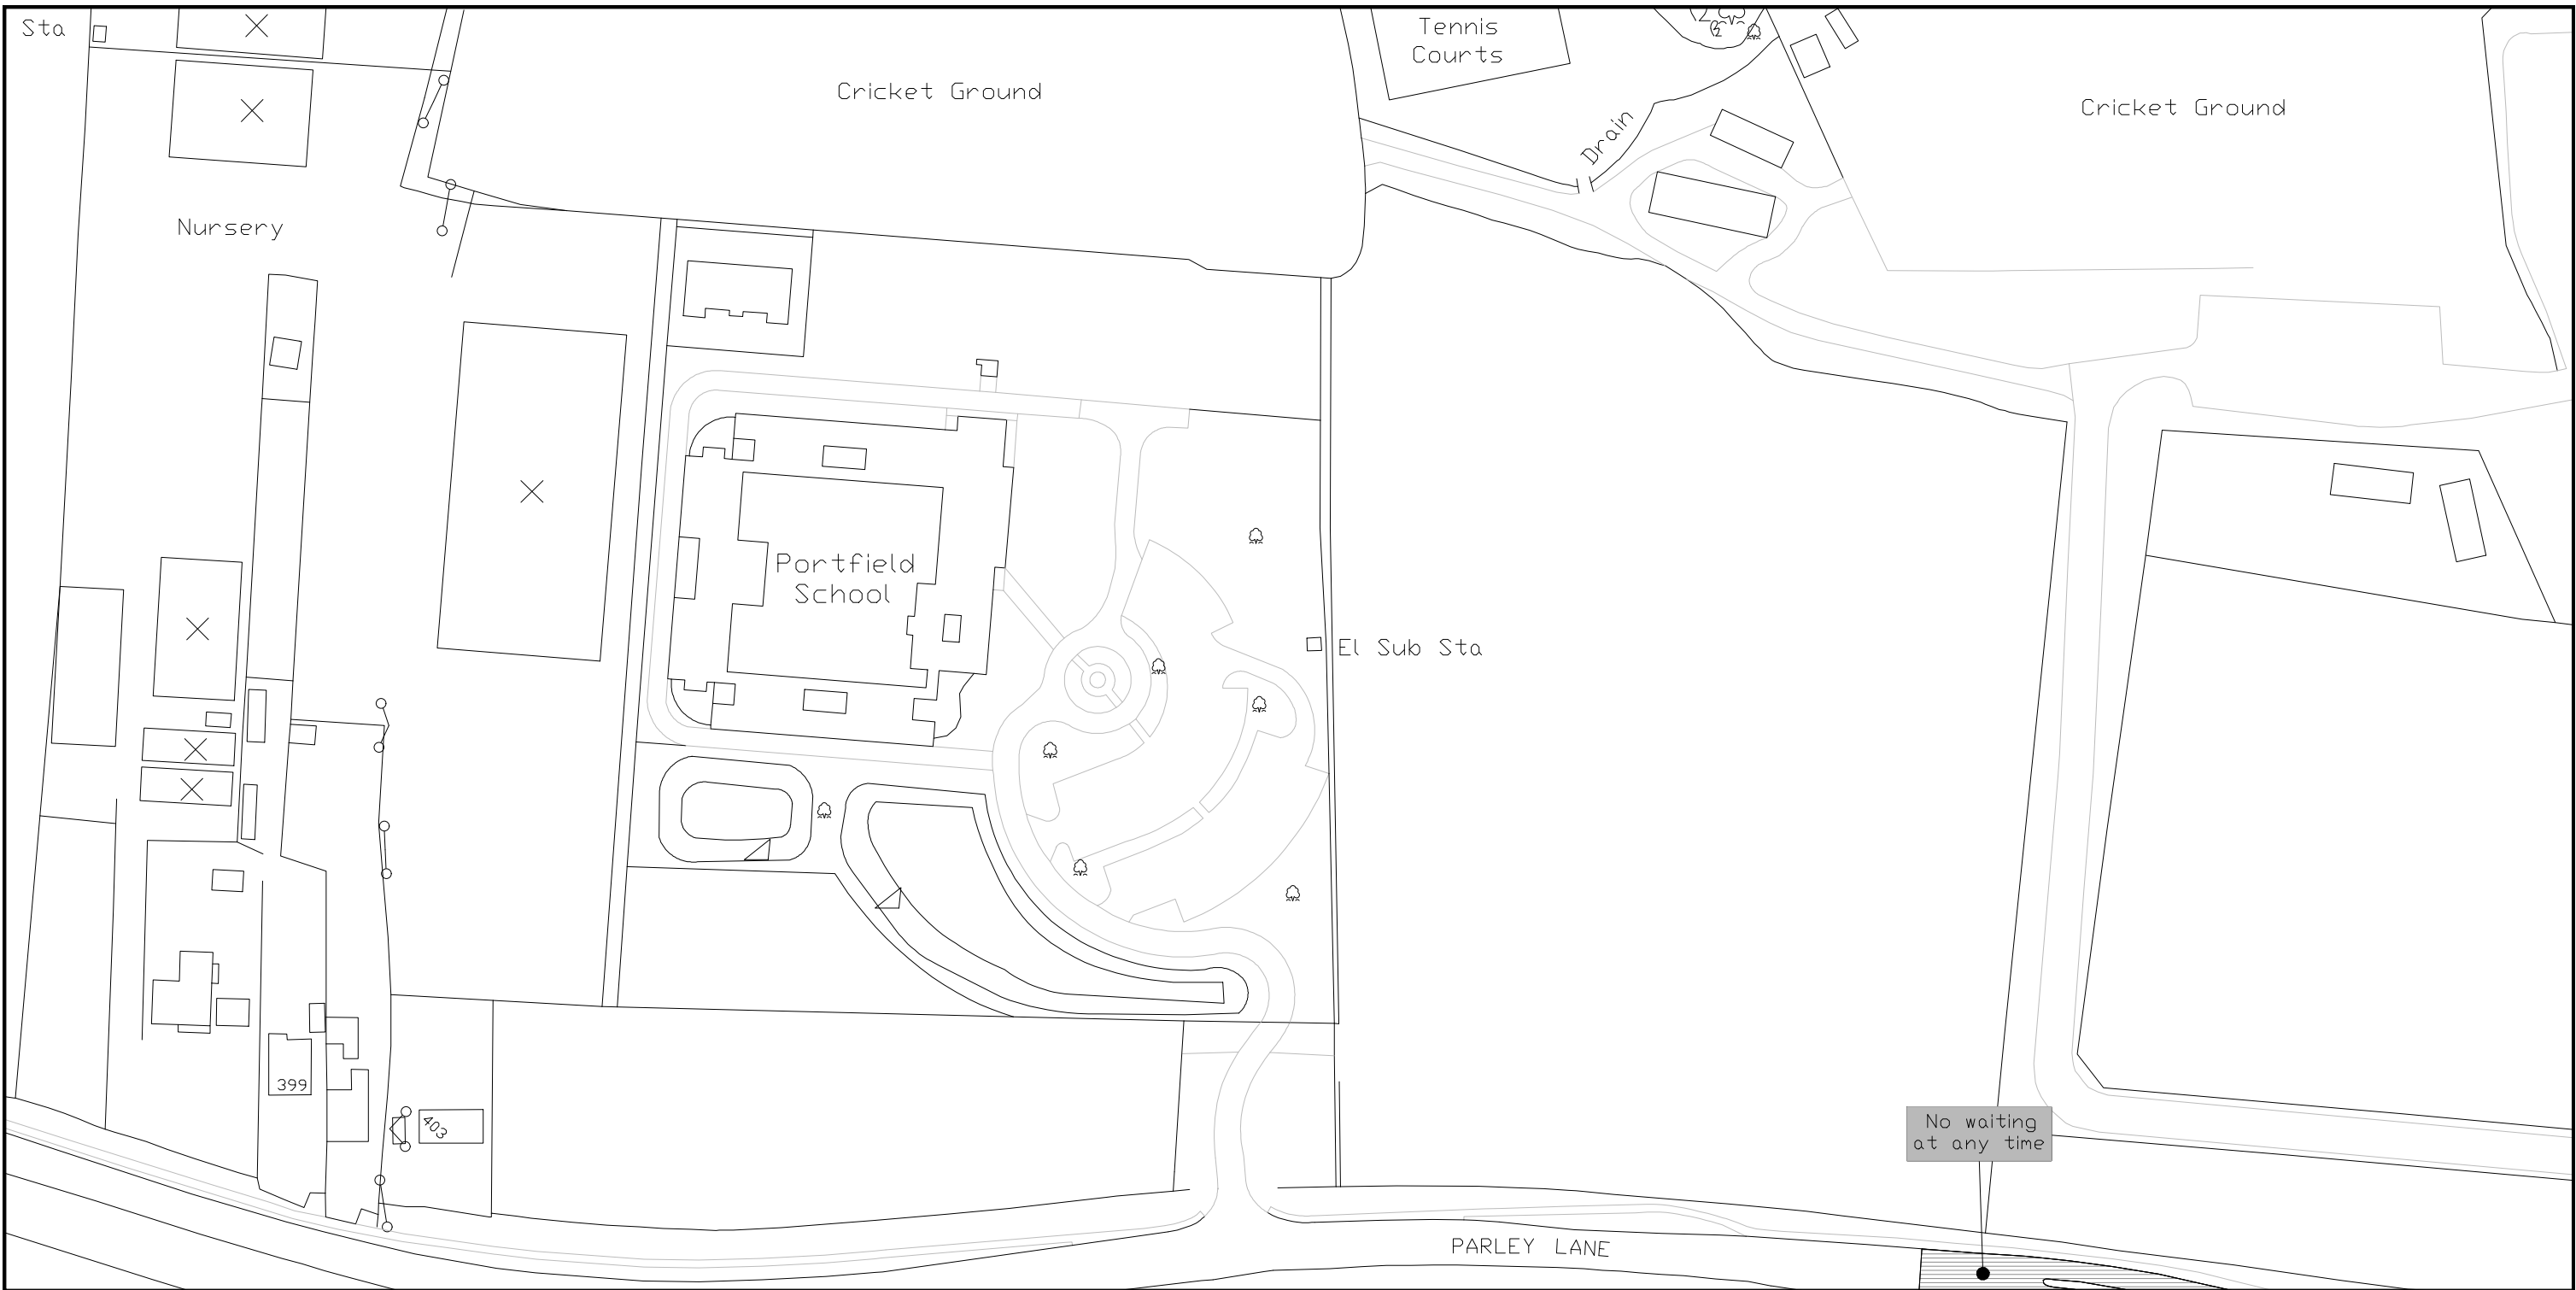 Sta
Tennis
Courts
Cricket Ground
Cricket Ground
Drain
Nursery
Portfield
School
El Sub Sta
399
403
No waiting
at any time
PARLEY LANE